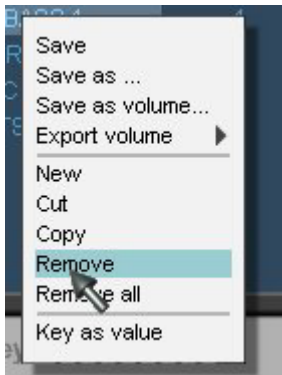 Save
Save as ...
Save as volume...
Export volume
New
Cut
Copy
Remove
Remove all
Key as value